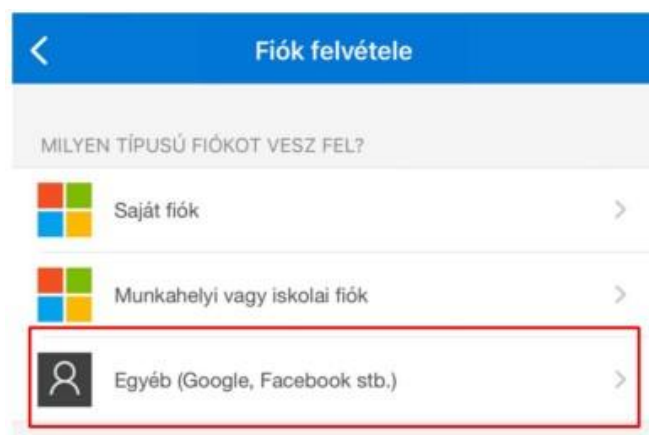 Fiók felvétele
MILYEN TÍPUSÚ FIÓKOT VESZ FEL?
Saját fiók
Munkahelyi vagy iskolai fiók
Egyéb (Google, Facebook stb.)